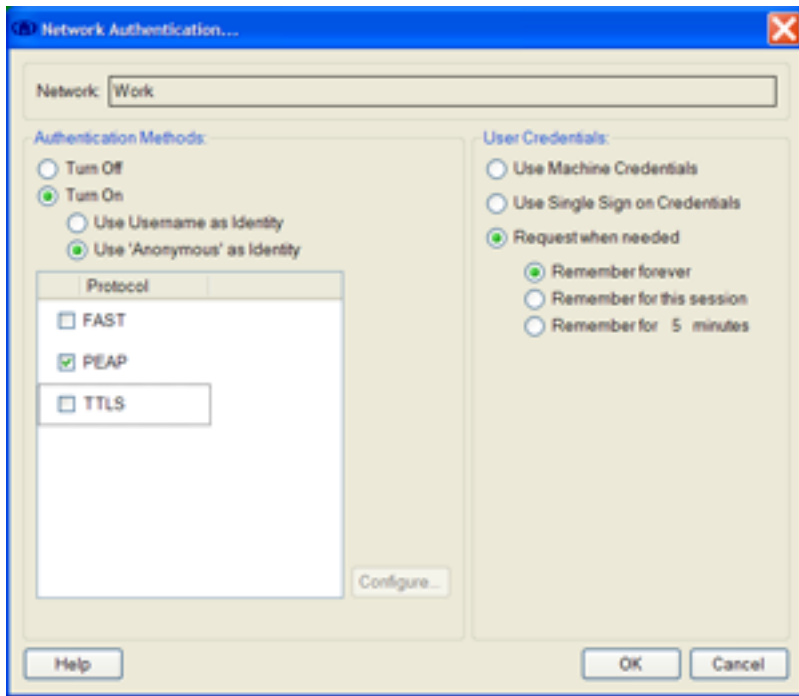 Network Authentication....
Network: Work
Authentication Methods:
Turn Off
Turn On
Use Username as Identity
Use 'Anonymous' as Identity
Protocol
FAST
PEAP
TTLS
Configure...
User Credentials:
Use Machine Credentials
Use Single Sign on Credentials
Request when needed
Remember forever
Remember for this session
Remember for 5 minutes
Help
OK
Cancel